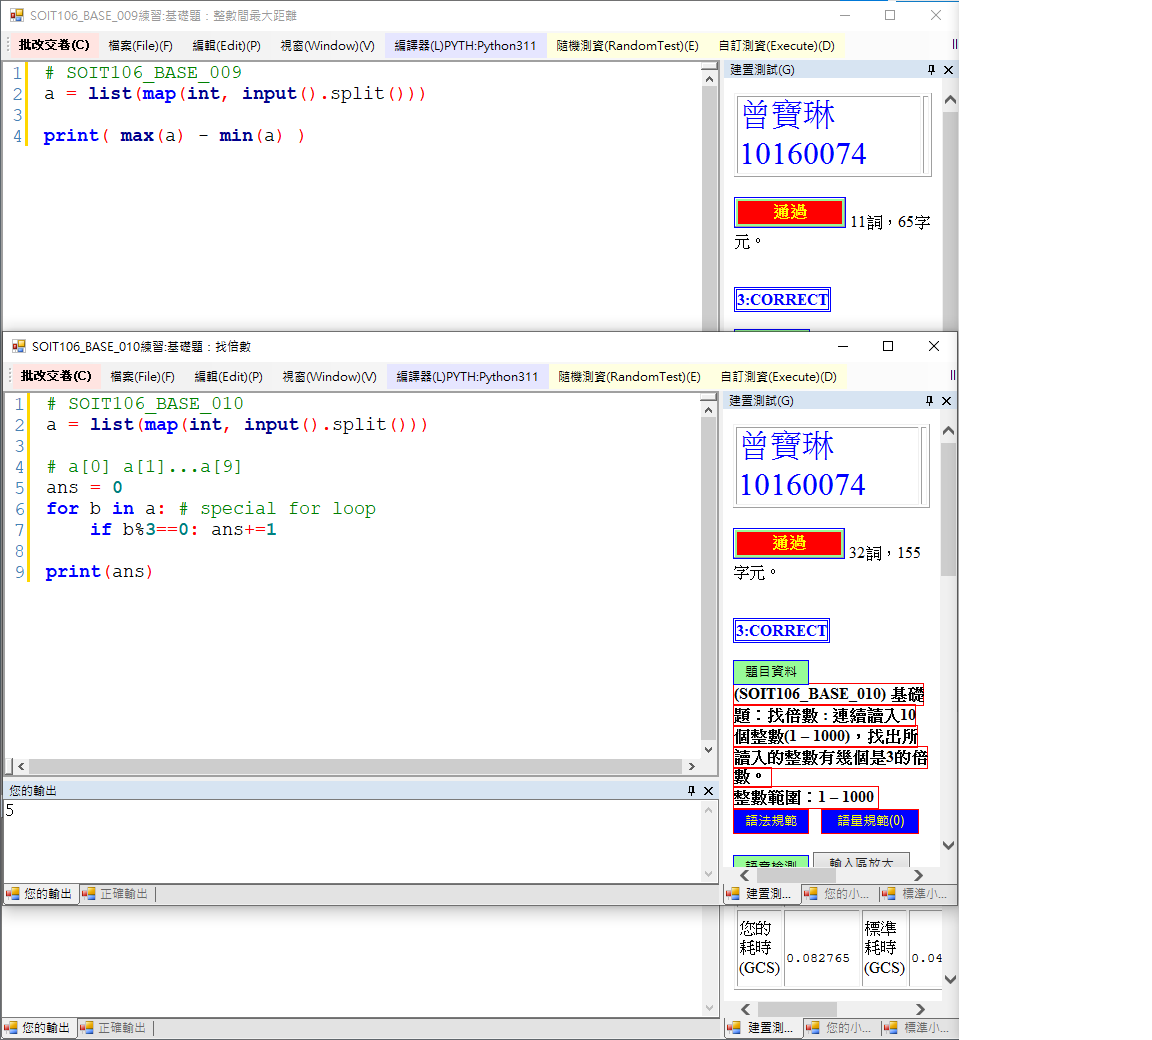 SOIT106_BASE_009練習:基礎題：整數間最大距離
批改交卷(C) 檔案(File)(F) 編輯(Edit)(P) 視窗(Window)(V) 編譯器(L)PYTH:Python311 隨機測資(RandomTest)(E) 自訂測資(Execute)(D)
1 # SOIT106_BASE_009
2 a = list(map(int, input().split()))
3
4 print( max(a) - min(a) )
建置測試(G)
曾寶琳
10160074
通過 11詞，65字
元。
3:CORRECT
SOIT106_BASE_010練習:基礎題：找倍數
批改交卷(C) 檔案(File)(F) 編輯(Edit)(P) 視窗(Window)(V) 編譯器(L)PYTH:Python311 隨機測資(RandomTest)(E) 自訂測資(Execute)(D)
1 # SOIT106_BASE_010
2 a = list(map(int, input().split()))
3
4 # a[0] a[1]...a[9]
5 ans = 0
6 for b in a: # special for loop
7 if b%3==0: ans+=1
8
9 print(ans)
您的輸出
5
您的輸出 正確輸出
建置測試(G)
曾寶琳
10160074
通過 32詞，155
字元。
3:CORRECT
題目資料
(SOIT106_BASE_010) 基礎
題：找倍數 : 連續讀入10
個整數(1 – 1000)，找出所
讀入的整數有幾個是3的倍
數。
整數範圍：1 – 1000
語法規範 語量規範(0)
語意檢測 輸入區放大
建置測... 您的小... 標準小...
您的
耗時
(GCS)
0.082765
標準
耗時
(GCS)
0.04
您的輸出 正確輸出
建置測... 您的小... 標準小...